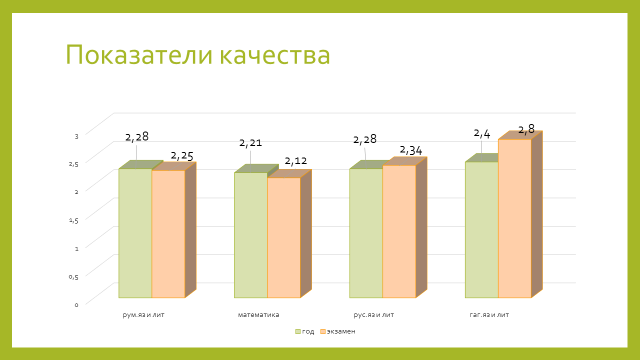 Показатели качества
3
2,5
2
1,5
1
0,5
0
2,28
2,25
2,21
2,12
2,28
2,34
2,4
2,8
рум.яз и лит
математика
рус.яз и лит
гаг.яз и лит
год экзамен